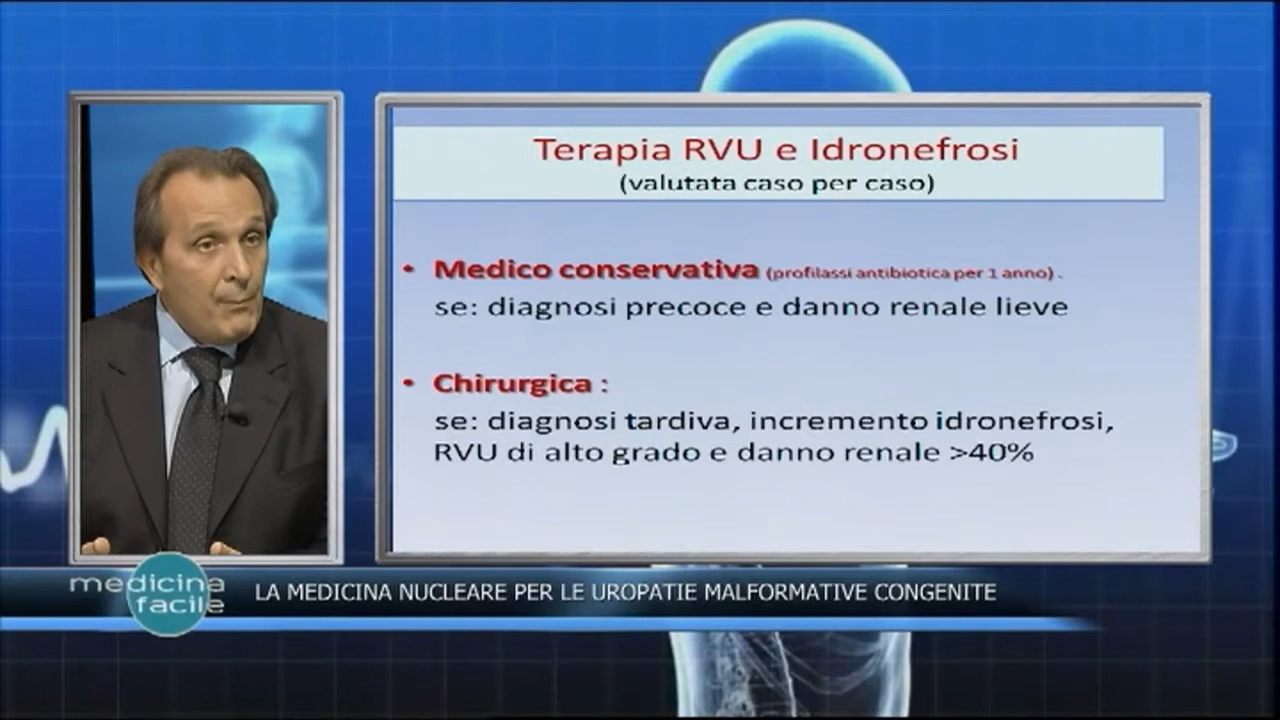 Terapia RVU e Idronefrosi
(valutata caso per caso)
• Medico conservativa (profilassi antibiotica per 1 anno) .
se: diagnosi precoce e danno renale lieve
• Chirurgica :
se: diagnosi tardiva, incremento idronefrosi,
RVU di alto grado e danno renale >40%
medicina
facile
LA MEDICINA NUCLEARE PER LE UROPATIE MALFORMATIVE CONGENITE